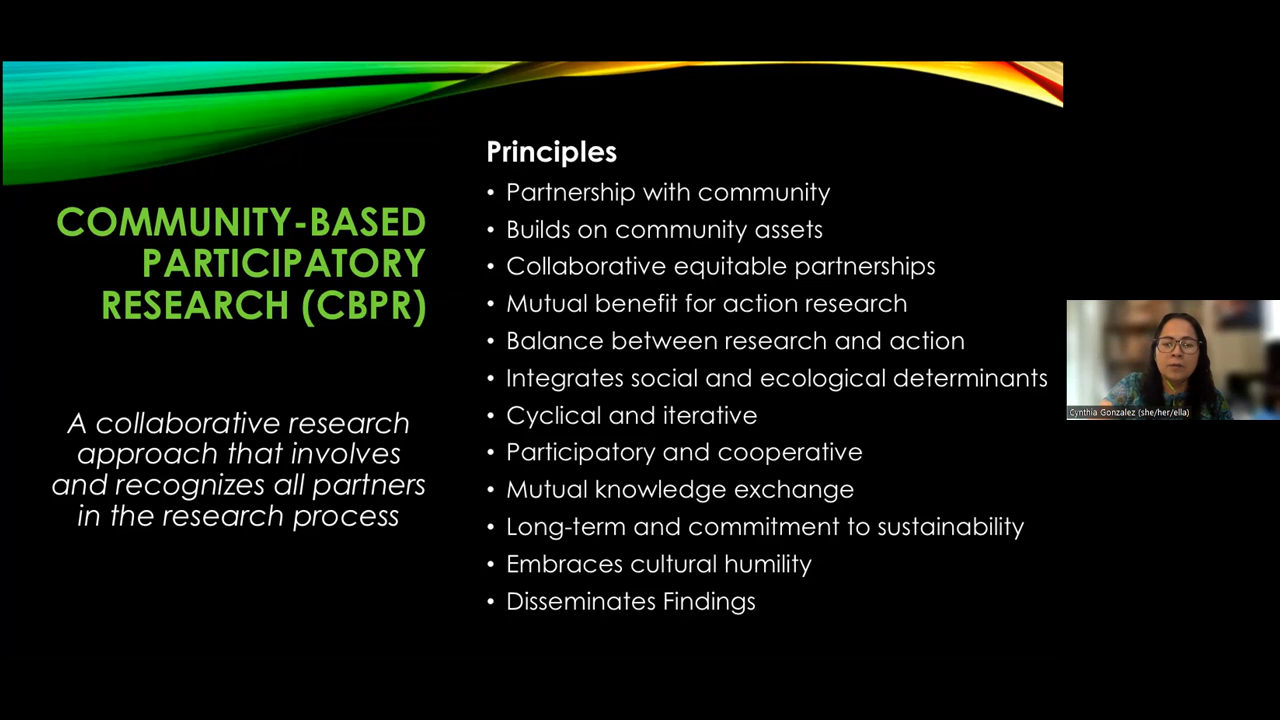 COMMUNITY-BASED
PARTICIPATORY
RESEARCH (CBPR)
A collaborative research
approach that involves
and recognizes all partners
in the research process
Principles
• Partnership with community
• Builds on community assets
• Collaborative equitable partnerships
• Mutual benefit for action research
• Balance between research and action
• Integrates social and ecological determinants
• Cyclical and iterative
• Participatory and cooperative
• Mutual knowledge exchange
• Long-term and commitment to sustainability
• Embraces cultural humility
• Disseminates Findings
Cynthia Gonzalez (she/her/ella)